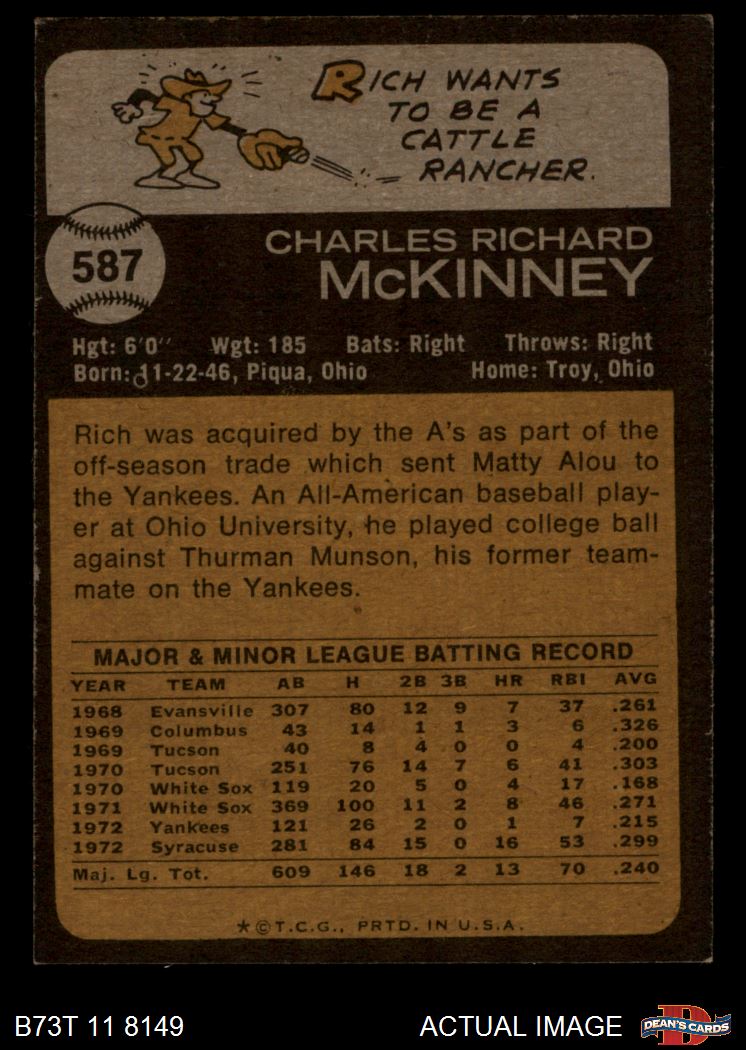 RICH WANTS
TO BE A
CATTLE
RANCHER.
587
CHARLES RICHARD
McKINNEY
Hgt: 6'0'' Wgt: 185 Bats: Right Throws: Right
Born: 11-22-46, Piqua, Ohio Home: Troy, Ohio
Rich was acquired by the A's as part of the
off-season trade which sent Matty Alou to
the Yankees. An All-American baseball play-
er at Ohio University, he played college ball
against Thurman Munson, his former team-
mate on the Yankees.
MAJOR & MINOR LEAGUE BATTING RECORD
YEAR TEAM AB H 2B 3B HR RBI AVG
1968 Evansville 307 80 12 9 7 37 .261
1969 Columbus 43 14 1 1 3 6 .326
1969 Tucson 40 8 4 0 0 4 .200
1970 Tucson 251 76 14 7 6 41 .303
1970 White Sox 119 20 5 0 4 17 .168
1971 White Sox 369 100 11 2 8 46 .271
1972 Yankees 121 26 2 0 1 7 .215
1972 Syracuse 281 84 15 0 16 53 .299
Maj. Lg. Tot. 609 146 18 2 13 70 .240
*©T.C.G., PRTD. IN U.S.A.
B73T 11 8149 ACTUAL IMAGE DEAN'S CARDS